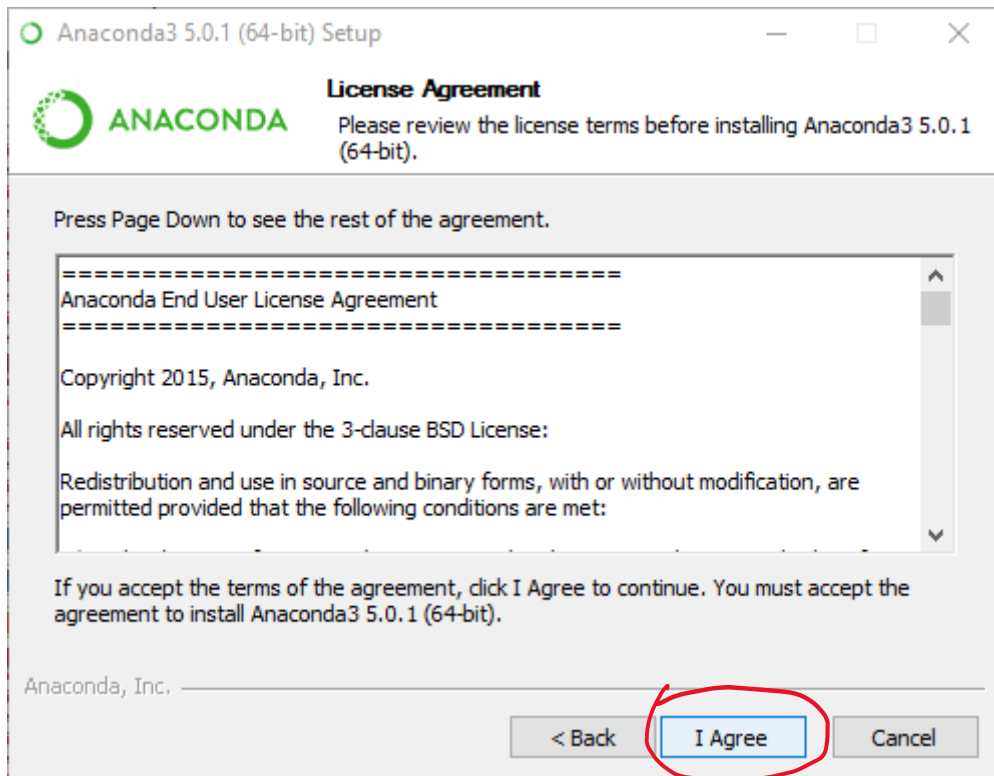 Anaconda3 5.0.1 (64-bit) Setup
ANACONDA
License Agreement
Please review the license terms before installing Anaconda3 5.0.1
(64-bit).
Press Page Down to see the rest of the agreement.
===================================
Anaconda End User License Agreement
===================================
Copyright 2015, Anaconda, Inc.
All rights reserved under the 3-clause BSD License:
Redistribution and use in source and binary forms, with or without modification, are
permitted provided that the following conditions are met:
If you accept the terms of the agreement, click I Agree to continue. You must accept the
agreement to install Anaconda3 5.0.1 (64-bit).
Anaconda, Inc.
< Back
I Agree
Cancel